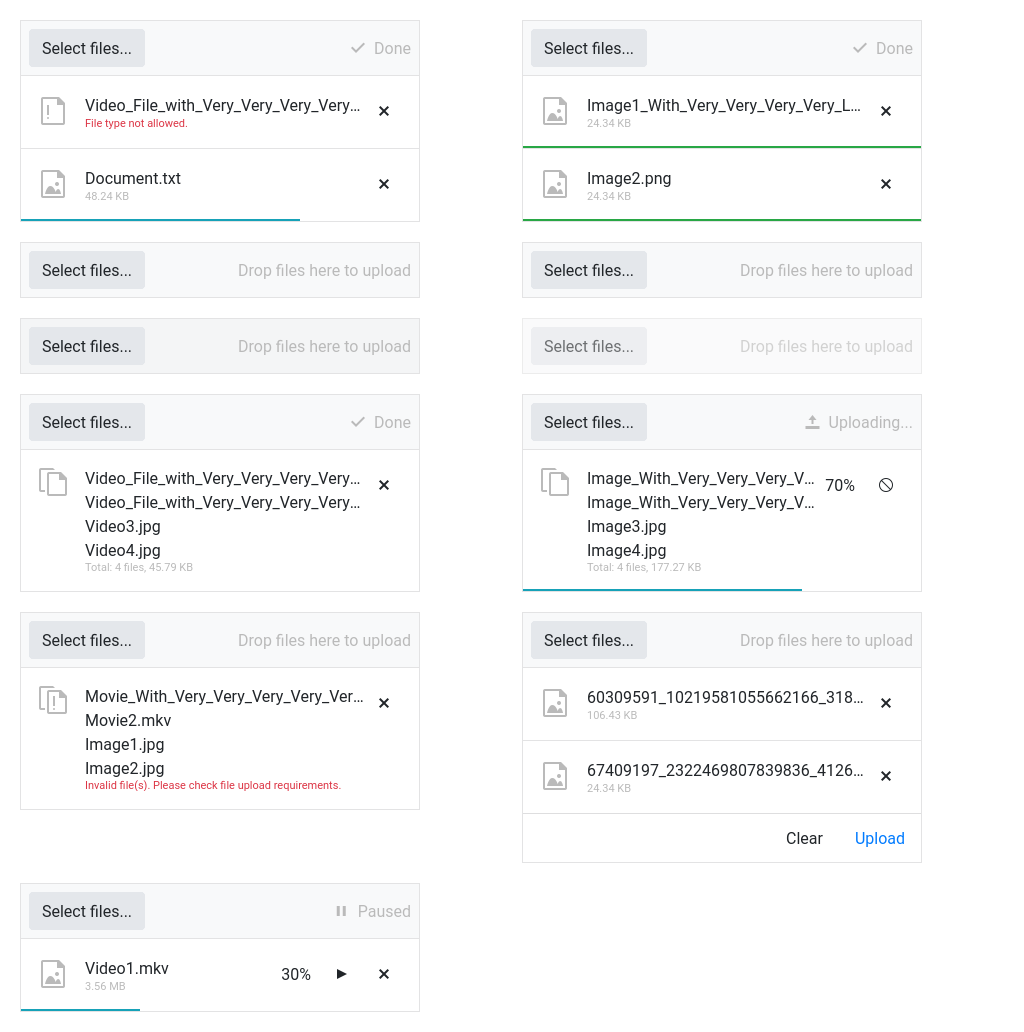 Select files...
Done
Video_File_with_Very_Very_Very_Very...
File type not allowed.
Document.txt
48.24 KB
Select files...
Done
Image1_With_Very_Very_Very_Very_L...
24.34 KB
Image2.png
24.34 KB
Select files...
Drop files here to upload
Select files...
Drop files here to upload
Select files...
Drop files here to upload
Select files...
Drop files here to upload
Select files...
Done
Video_File_with_Very_Very_Very_Very...
Video_File_with_Very_Very_Very_Very...
Video3.jpg
Video4.jpg
Total: 4 files, 45.79 KB
Select files...
Uploading...
Image_With_Very_Very_Very_V...
70%
Image_With_Very_Very_Very_V...
Image3.jpg
Image4.jpg
Total: 4 files, 177.27 KB
Select files...
Drop files here to upload
Movie_With_Very_Very_Very_Very_Ver...
Movie2.mkv
Image1.jpg
Image2.jpg
Invalid file(s). Please check file upload requirements.
Select files...
Drop files here to upload
60309591_10219581055662166_318...
106.43 KB
67409197_2322469807839836_4126...
24.34 KB
Clear
Upload
Select files...
Paused
Video1.mkv
30%
3.56 MB